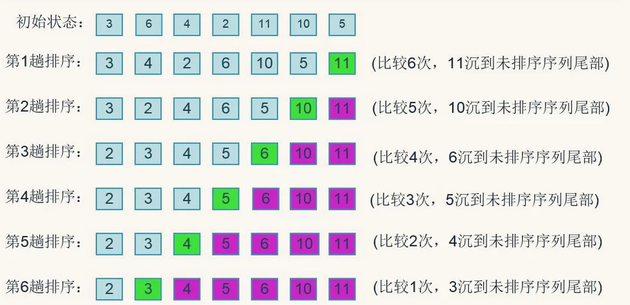 初始状态： 3 6 4 2 11 10 5
第1趟排序： 3 4 2 6 10 5 11 (比较6次，11沉到未排序序列尾部)
第2趟排序： 3 2 4 6 5 10 11 (比较5次，10沉到未排序序列尾部)
第3趟排序： 2 3 4 5 6 10 11 (比较4次，6沉到未排序序列尾部)
第4趟排序： 2 3 4 5 6 10 11 (比较3次，5沉到未排序序列尾部)
第5趟排序： 2 3 4 5 6 10 11 (比较2次，4沉到未排序序列尾部)
第6趟排序： 2 3 4 5 6 10 11 (比较1次，3沉到未排序序列尾部)